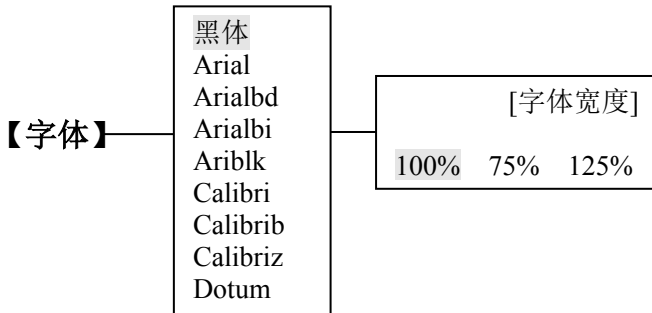 【字体】
黑体
Arial
Arialbd
Arialbi
Ariblk
Calibri
Calibrib
Calibriz
Dotum
[字体宽度]
100% 75% 125%